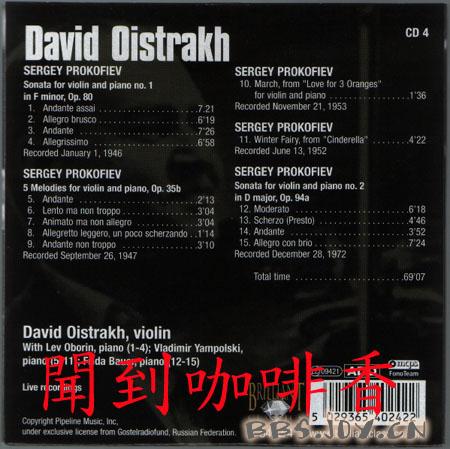 David Oistrakh
CD 4
SERGEY PROKOFIEV
Sonata for violin and piano no. 1
in F minor, Op. 80
1. Andante assai 7'21
2. Allegro brusco 6'19
3. Andante 7'26
4. Allegrissimo 6'58
Recorded January 1, 1946
SERGEY PROKOFIEV
5 Melodies for violin and piano, Op. 35b
5. Andante 2'13
6. Lento ma non troppo 3'04
7. Animato ma non allegro 3'04
8. Allegretto leggero, un poco scherzando 1'14
9. Andante non troppo 3'10
Recorded September 26, 1947
SERGEY PROKOFIEV
10. March, from "Love for 3 Oranges"
for violin and piano 1'36
Recorded November 21, 1953
SERGEY PROKOFIEV
11. Winter Fairy, from "Cinderella" 4'22
Recorded June 13, 1952
SERGEY PROKOFIEV
Sonata for violin and piano no. 2
in D major, Op. 94a
12. Moderato 6'18
13. Scherzo (Presto) 4'46
14. Andante 3'52
15. Allegro con brio 7'24
Recorded December 28, 1972
Total time 69'07
David Oistrakh, violin
With Lev Oborin, piano (1-4); Vladimir Yampolski,
piano Bauer, piano (12-15)
Live recordings
聞到咖啡香
09421
mcps
FonoTeam
BRILLIANT
5 029365 402422
Copyright Pipeline Music, Inc,
under exclusive license from Gostelradiofund, Russian Federation.
BBS.JOY.CN